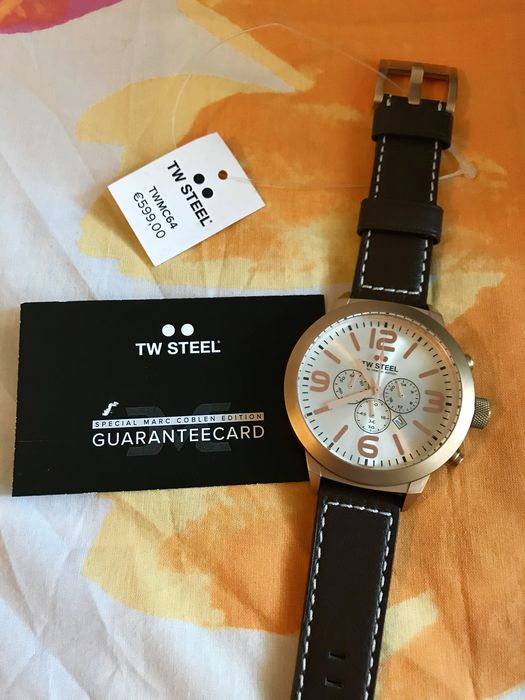 TW STEEL
TWMC64
€599,00
TW STEEL
SPECIAL MARC COBLEN EDITION
GUARANTEECARD
TW STEEL
12
3
6
9